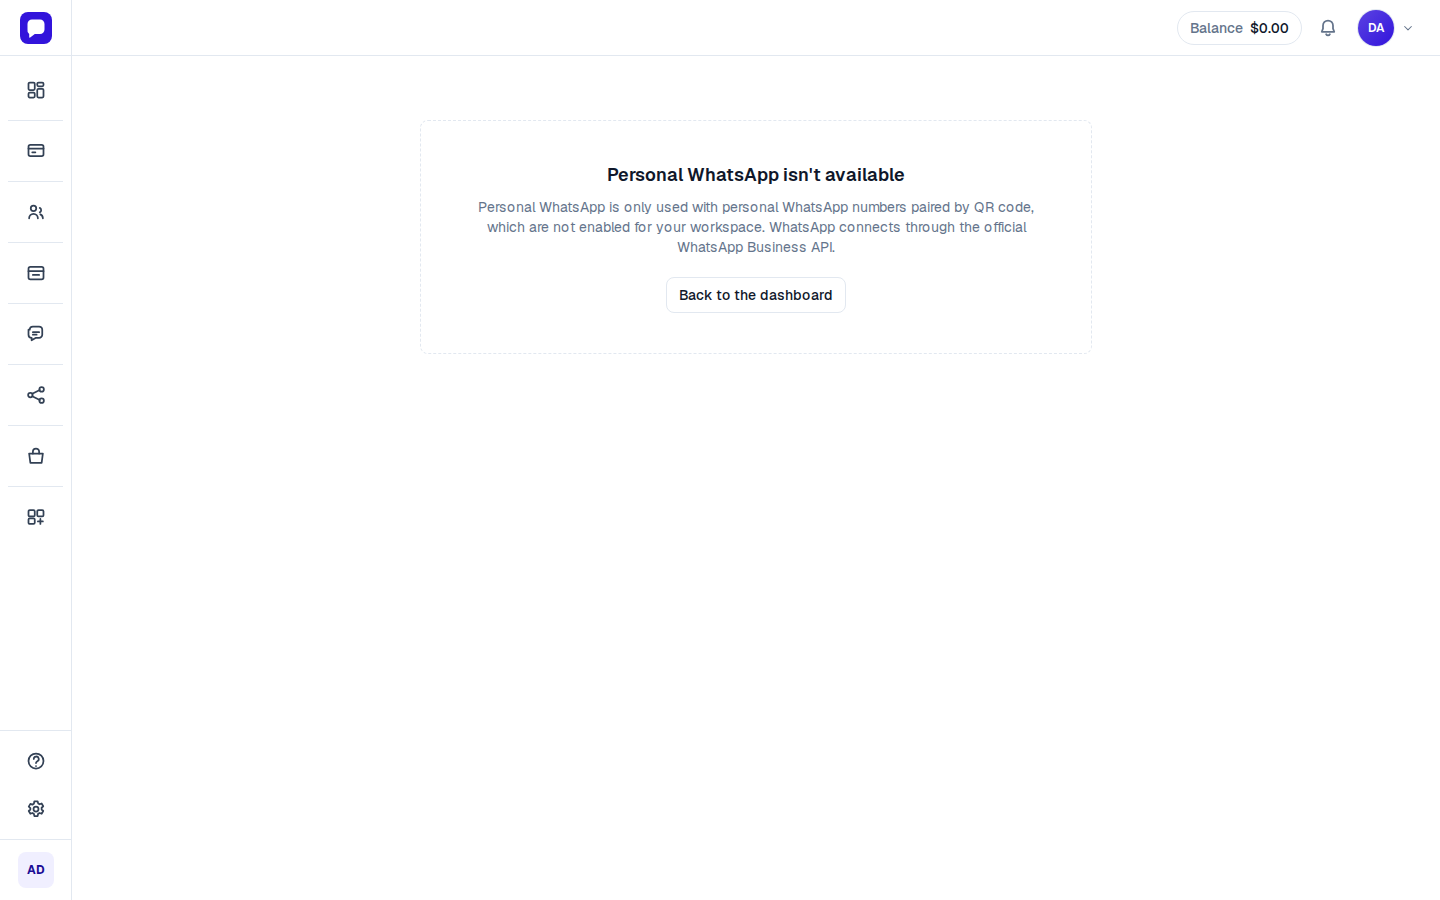 Balance $0.00
DA
Personal WhatsApp isn't available
Personal WhatsApp is only used with personal WhatsApp numbers paired by QR code,
which are not enabled for your workspace. WhatsApp connects through the official
WhatsApp Business API.
Back to the dashboard
AD